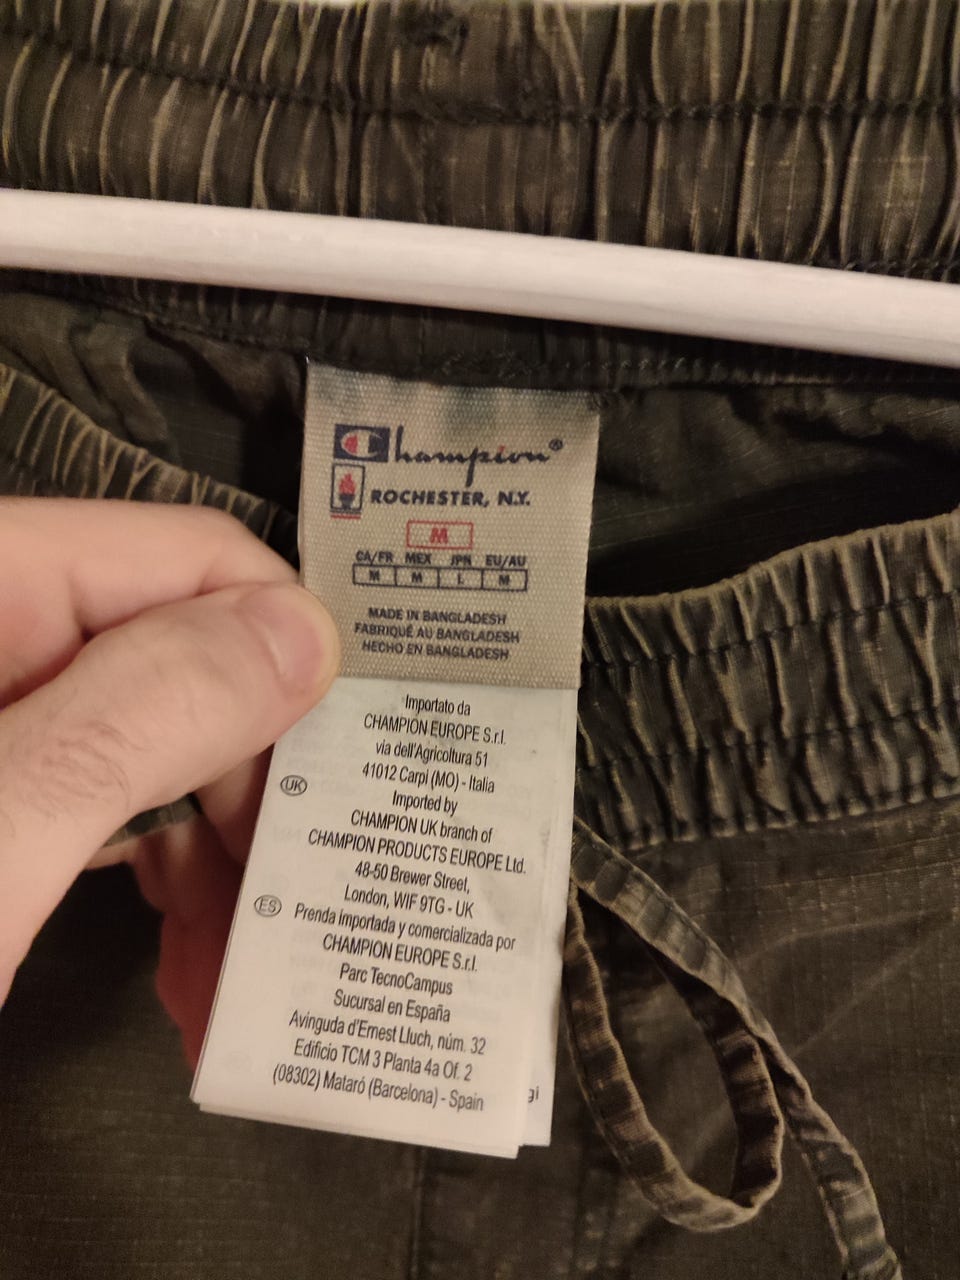 Champion®
ROCHESTER, N.Y.
M
CA/FR MEX JPN EU/AU
M M L M
MADE IN BANGLADESH
FABRIQUÉ AU BANGLADESH
HECHO EN BANGLADESH
Importato da
CHAMPION EUROPE S.r.l.
via dell'Agricoltura 51
41012 Carpi (MO) - Italia
UK Imported by
CHAMPION UK branch of
CHAMPION PRODUCTS EUROPE Ltd.
48-50 Brewer Street,
London, WIF 9TG - UK
ES Prenda importada y comercializada por
CHAMPION EUROPE S.r.l.
Parc TecnoCampus
Sucursal en España
Avinguda d'Ernest Lluch, núm. 32
Edificio TCM 3 Planta 4a Of. 2
(08302) Mataró (Barcelona) - Spain
gi